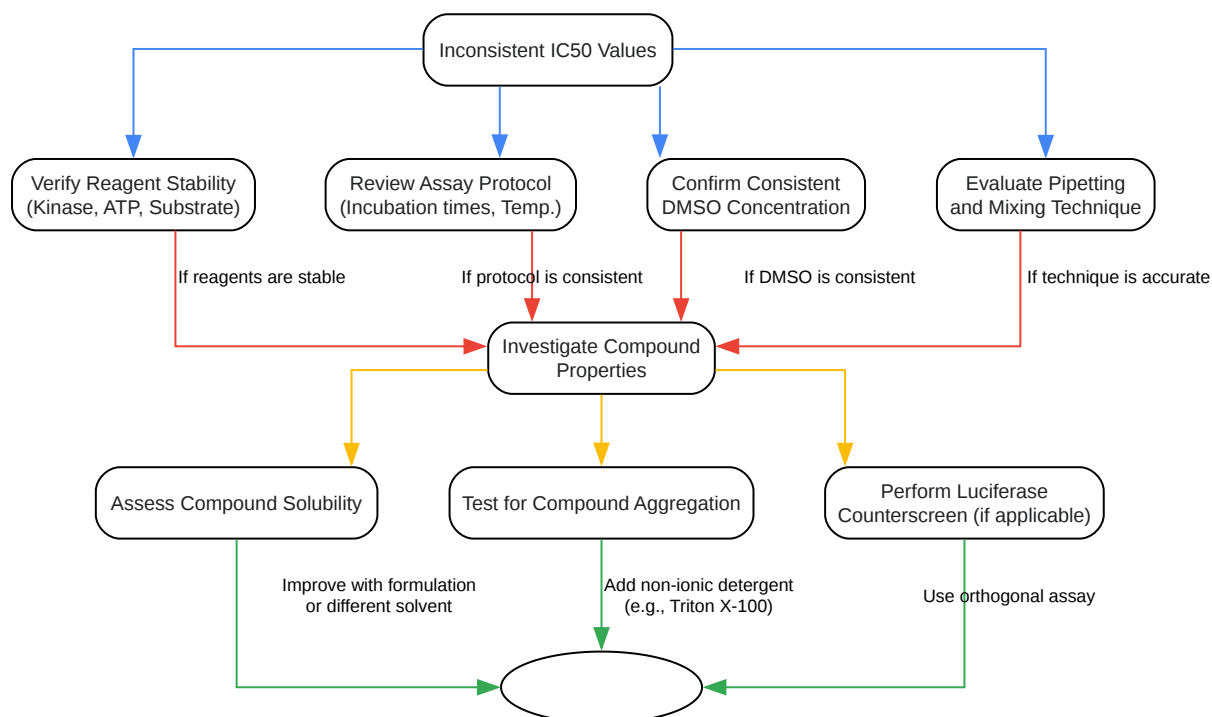 Inconsistent IC50 Values
Verify Reagent Stability
(Kinase, ATP, Substrate)
Review Assay Protocol
(Incubation times, Temp.)
Confirm Consistent
DMSO Concentration
Evaluate Pipetting
and Mixing Technique
If reagents are stable
If protocol is consistent
If DMSO is consistent
If technique is accurate
Investigate Compound
Properties
Assess Compound Solubility
Test for Compound Aggregation
Perform Luciferase
Counterscreen (if applicable)
Improve with formulation
or different solvent
Add non-ionic detergent
(e.g., Triton X-100)
Use orthogonal assay